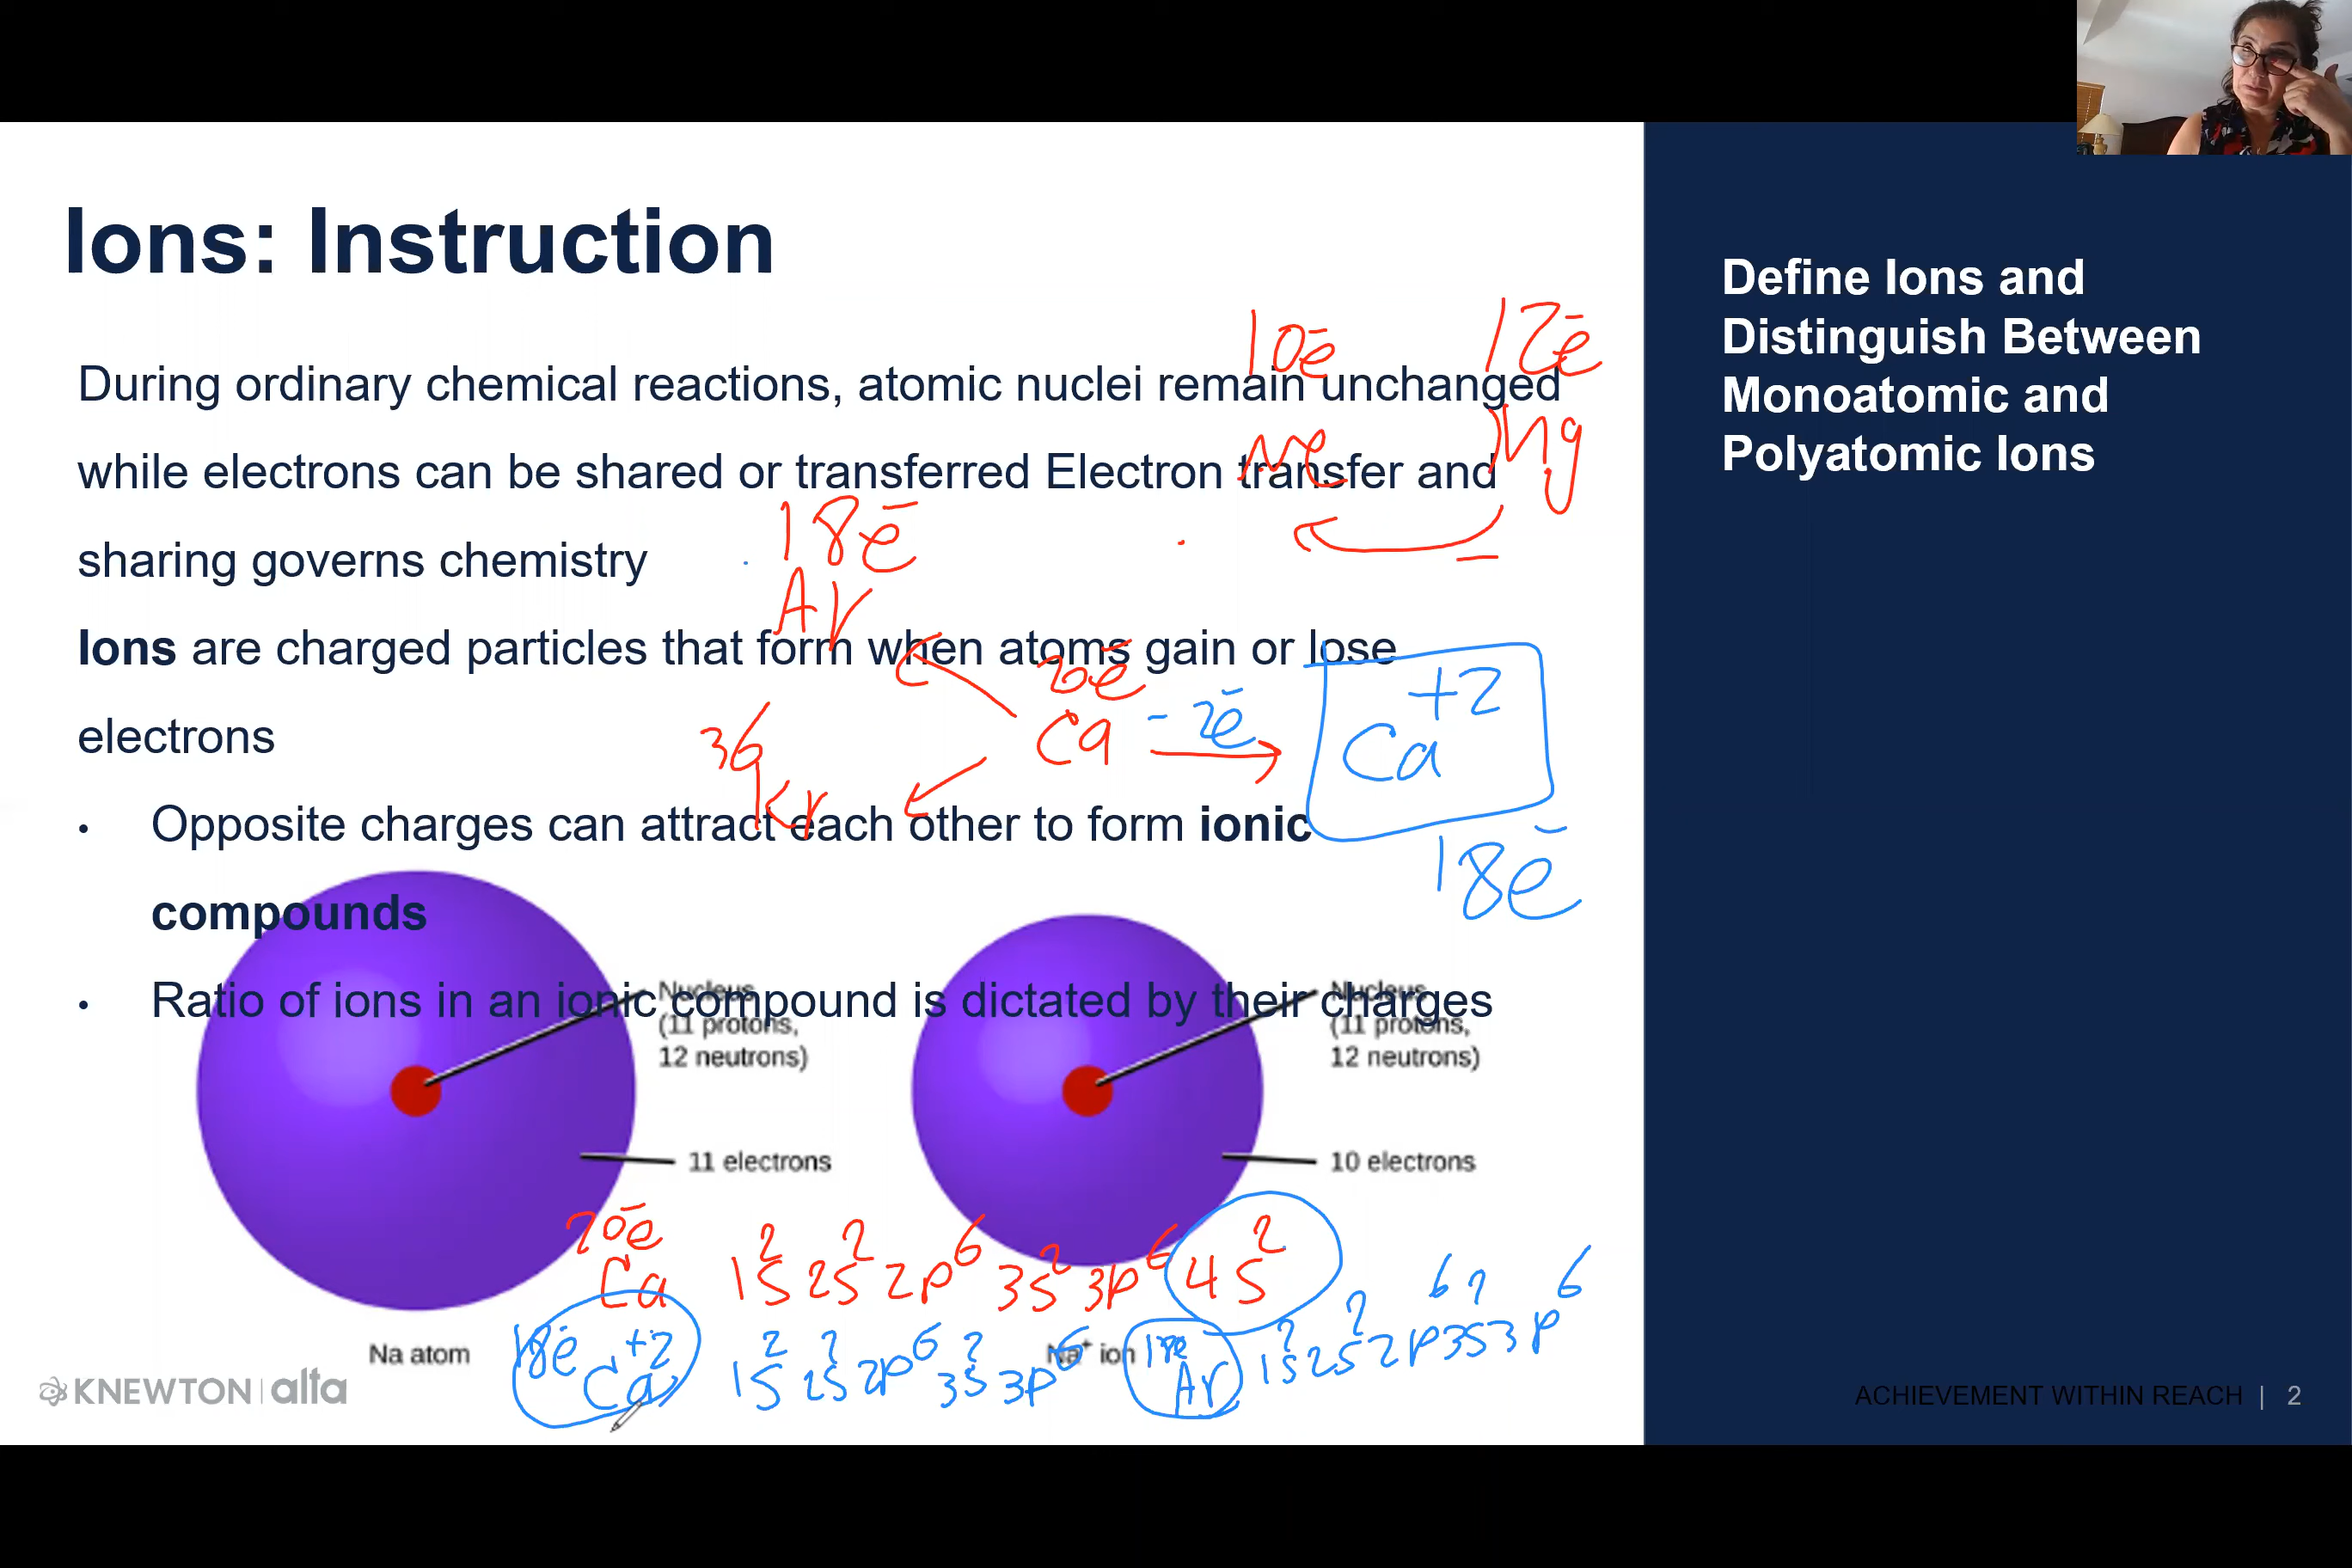 Ions: Instruction
Define Ions and
Distinguish Between
Monoatomic and
Polyatomic Ions
10e⁻ 12e⁻
During ordinary chemical reactions, atomic nuclei remain unchanged
Ne Mg
while electrons can be shared or transferred Electron transfer and
18e⁻
sharing governs chemistry
Ar
Ions are charged particles that form when atoms gain or lose
20e⁻
electrons
36 Ca -2e⁻ Ca⁺²
Kr
Opposite charges can attract each other to form ionic
18e⁻
compounds
Ratio of ions in an ionic compound is dictated by their charges
Nucleus
(11 protons,
12 neutrons)
Nucleus
(11 protons,
12 neutrons)
11 electrons
10 electrons
20e⁻
Ca 1s² 2s² 2p⁶ 3s² 3p⁶ 4s²
Na atom
Na⁺ ion
18e⁻ Ca⁺² 1s² 2s² 2p⁶ 3s² 3p⁶
18e Ar 1s² 2s² 2p⁶ 3s² 3p⁶
KNEWTON | alta
ACHIEVEMENT WITHIN REACH | 2